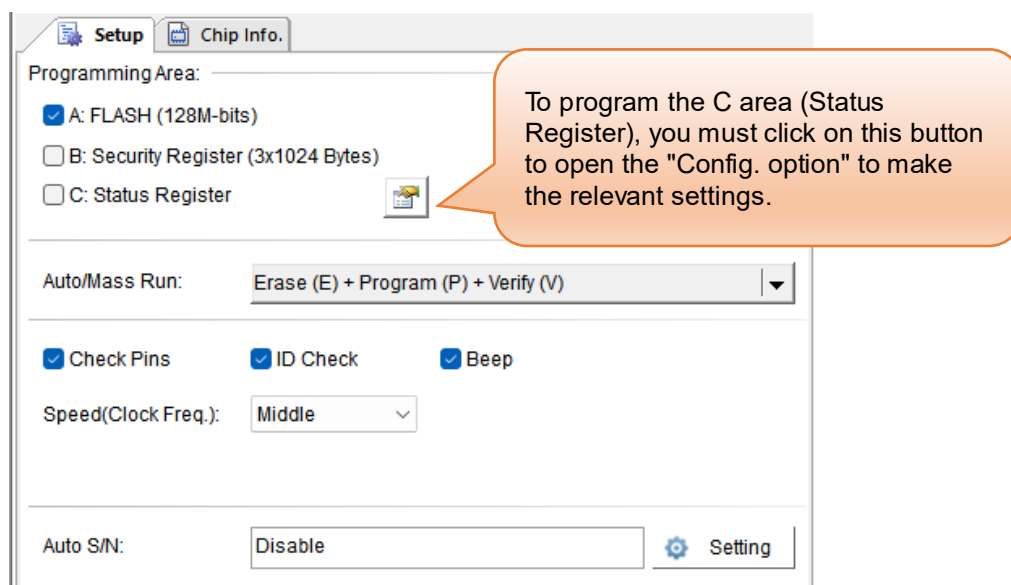 Setup
Chip Info.
Programming Area:
A: FLASH (128M-bits)
B: Security Register (3x1024 Bytes)
C: Status Register
To program the C area (Status
Register), you must click on this button
to open the "Config. option" to make
the relevant settings.
Auto/Mass Run:
Erase (E) + Program (P) + Verify (V)
Check Pins
ID Check
Beep
Speed(Clock Freq.):
Middle
Auto S/N:
Disable
Setting